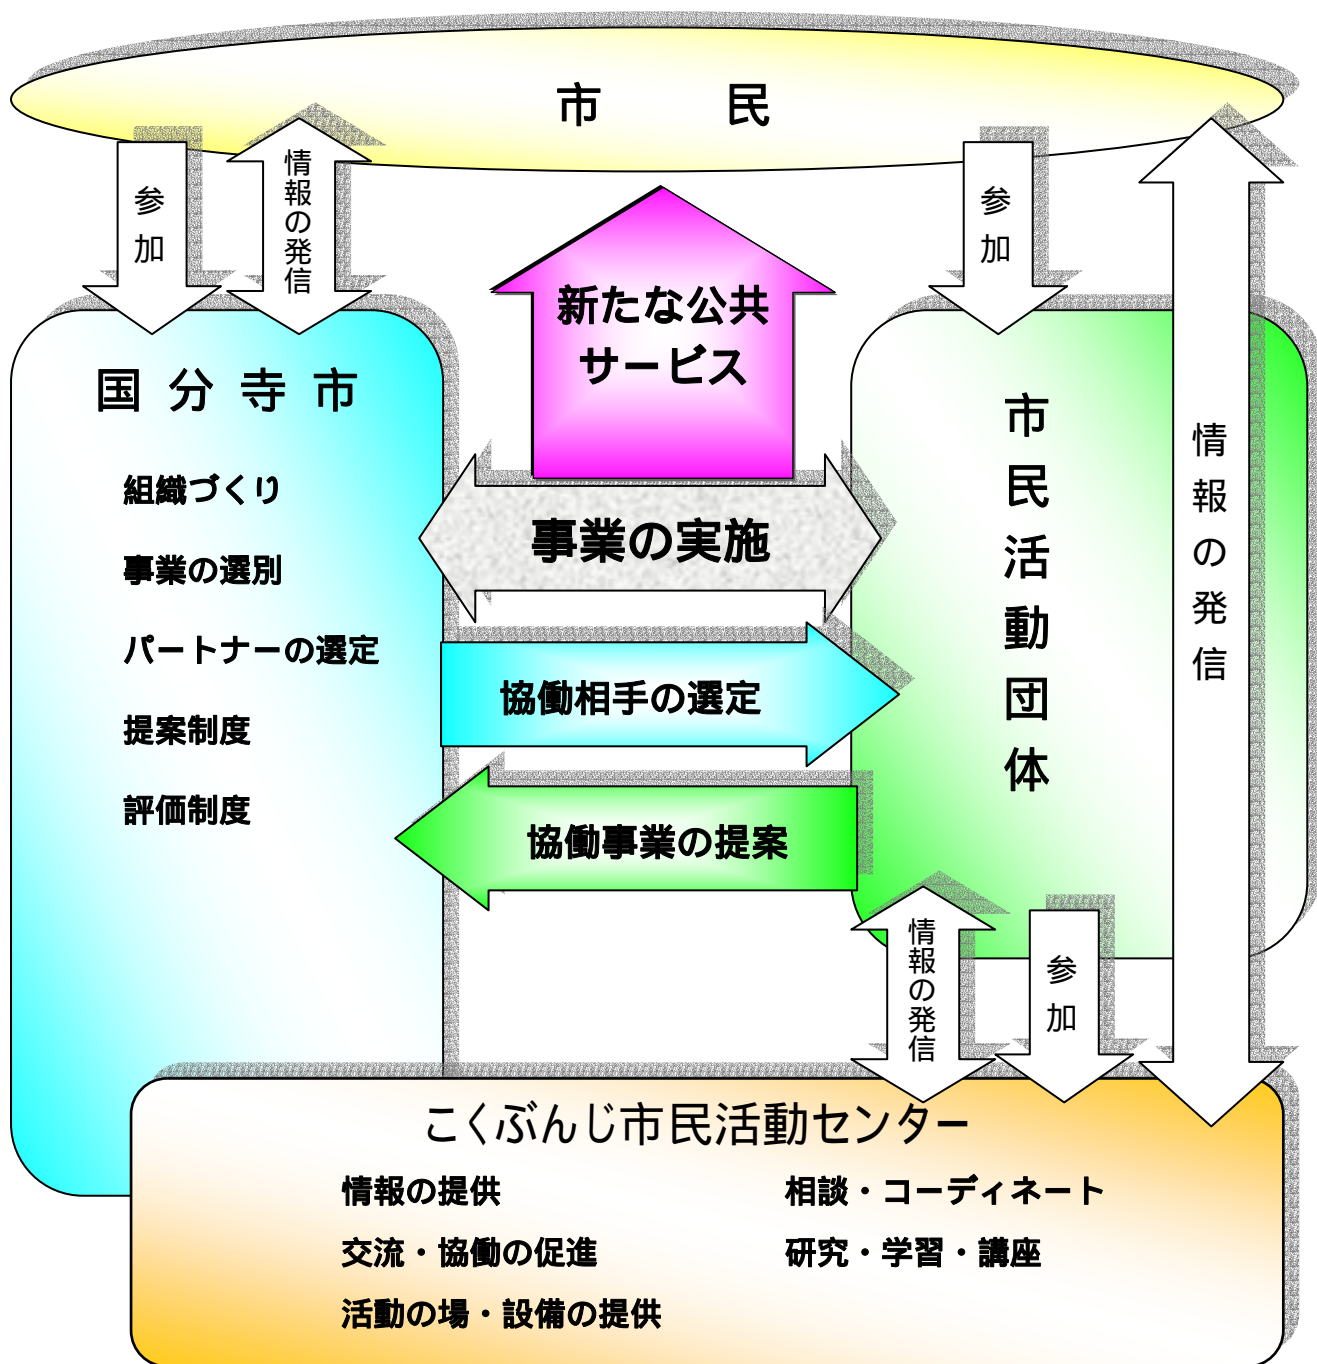 市 民
参加
情報の発信
参加
情報の発信
新たな公共
サービス
国分寺市
組織づくり
事業の選別
パートナーの選定
提案制度
評価制度
事業の実施
協働相手の選定
協働事業の提案
市民活動団体
情報の発信
参加
こくぶんじ市民活動センター
情報の提供
相談・コーディネート
交流・協働の促進
研究・学習・講座
活動の場・設備の提供